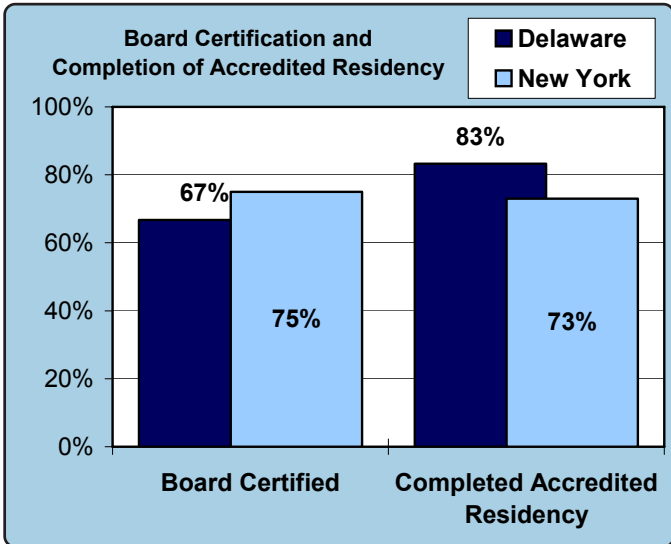 Board Certification and
Completion of Accredited Residency
Delaware
New York
100%
80%
60%
40%
20%
0%
67%
75%
83%
73%
Board Certified
Completed Accredited
Residency